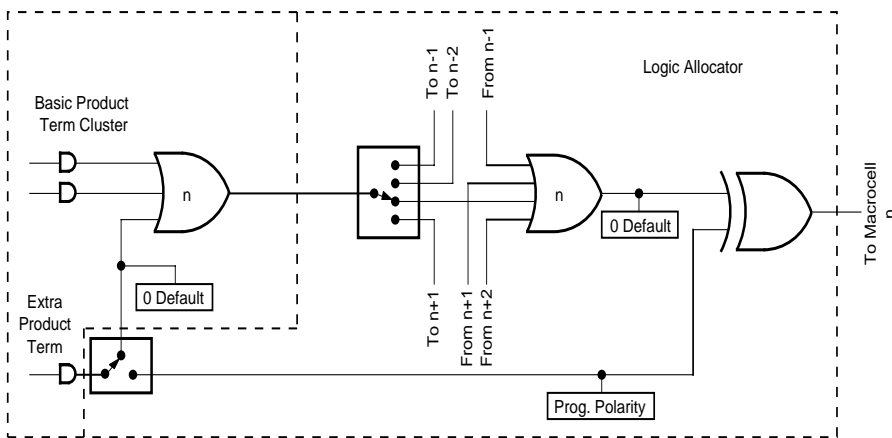 Logic Allocator
To n-1
To n-2
From n-1
Basic Product
Term Cluster
n
n
0 Default
To Macrocell
n
0 Default
Extra
Product
Term
To n+1
From n+1
From n+2
Prog. Polarity